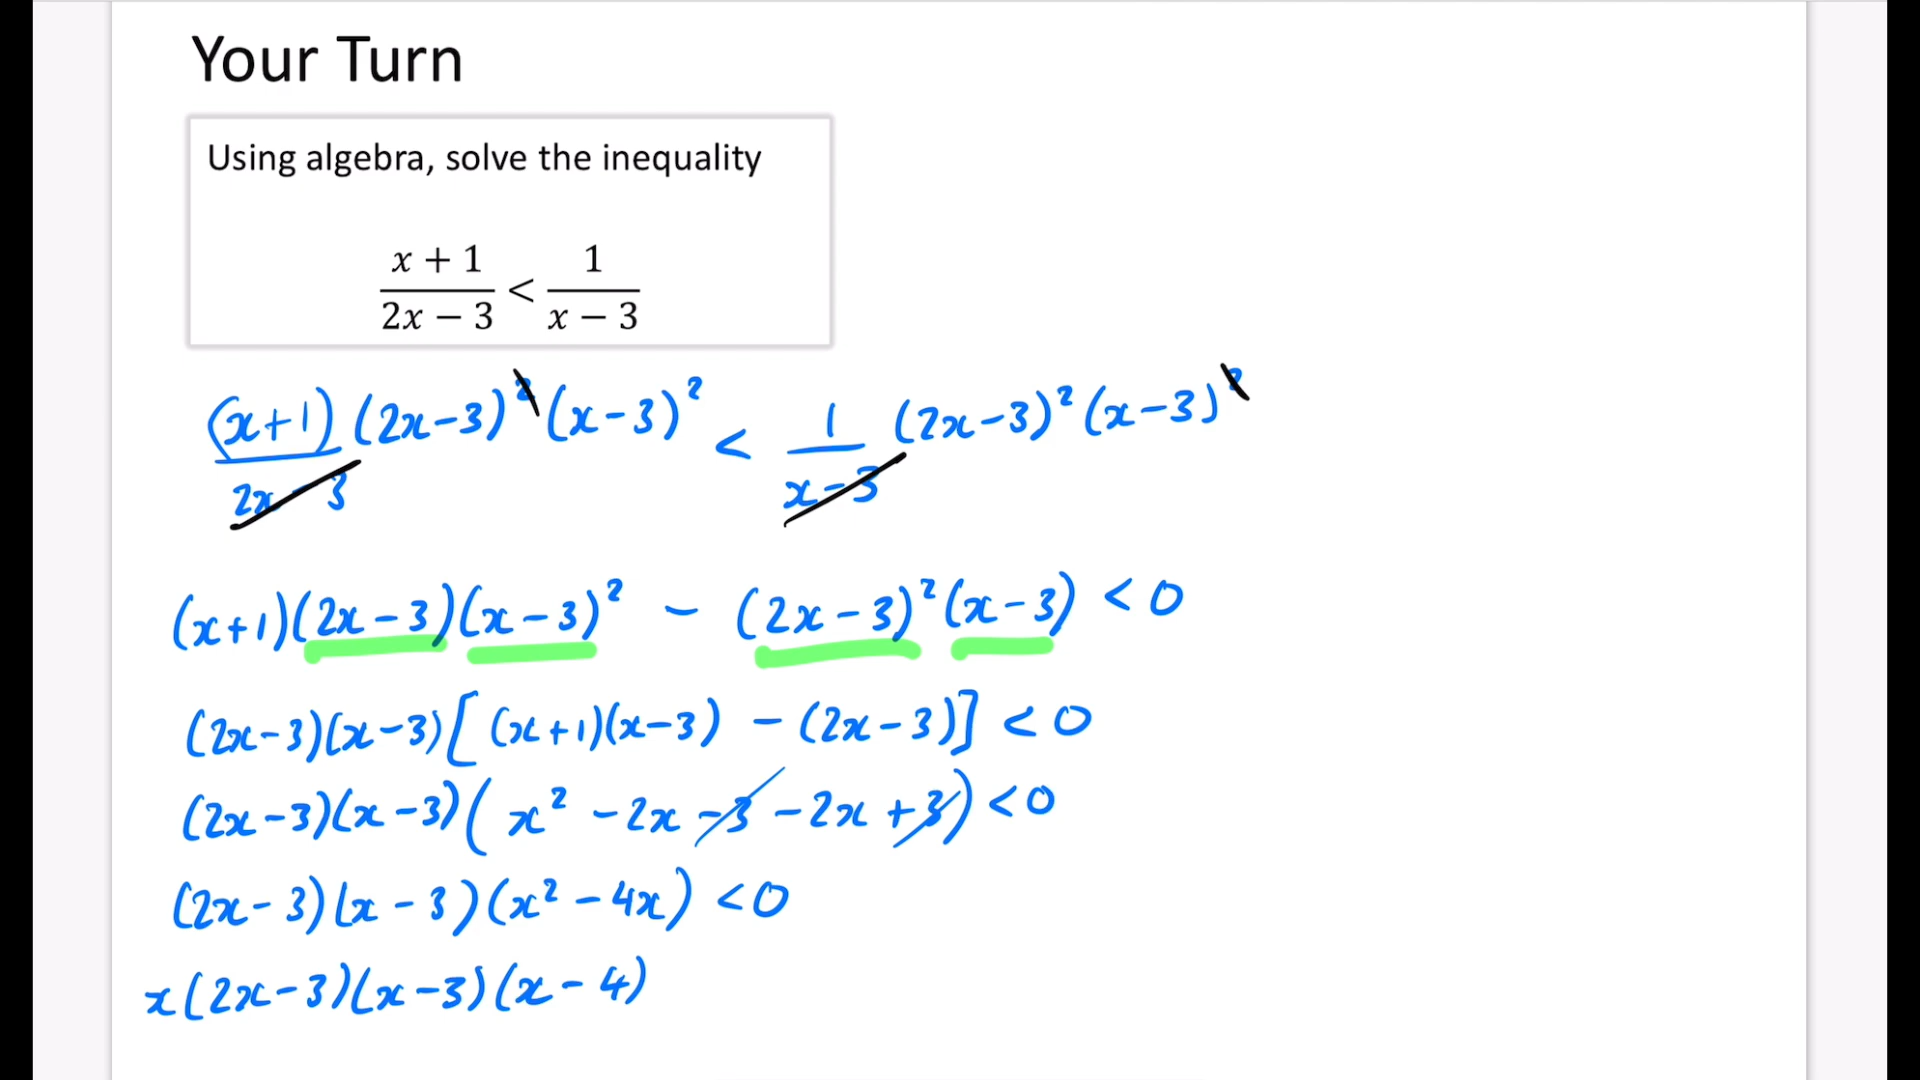 Your Turn
Using algebra, solve the inequality
(x + 1)/(2x − 3) < 1/(x − 3)
(x+1)/(2x−3) (2x−3)²(x−3)² < 1/(x−3) (2x−3)²(x−3)²
(x+1)(2x−3)(x−3)² − (2x−3)²(x−3) < 0
(2x−3)(x−3)[(x+1)(x−3) − (2x−3)] < 0
(2x−3)(x−3)(x² − 2x − 3 − 2x + 3) < 0
(2x−3)(x−3)(x² − 4x) < 0
x(2x−3)(x−3)(x−4)